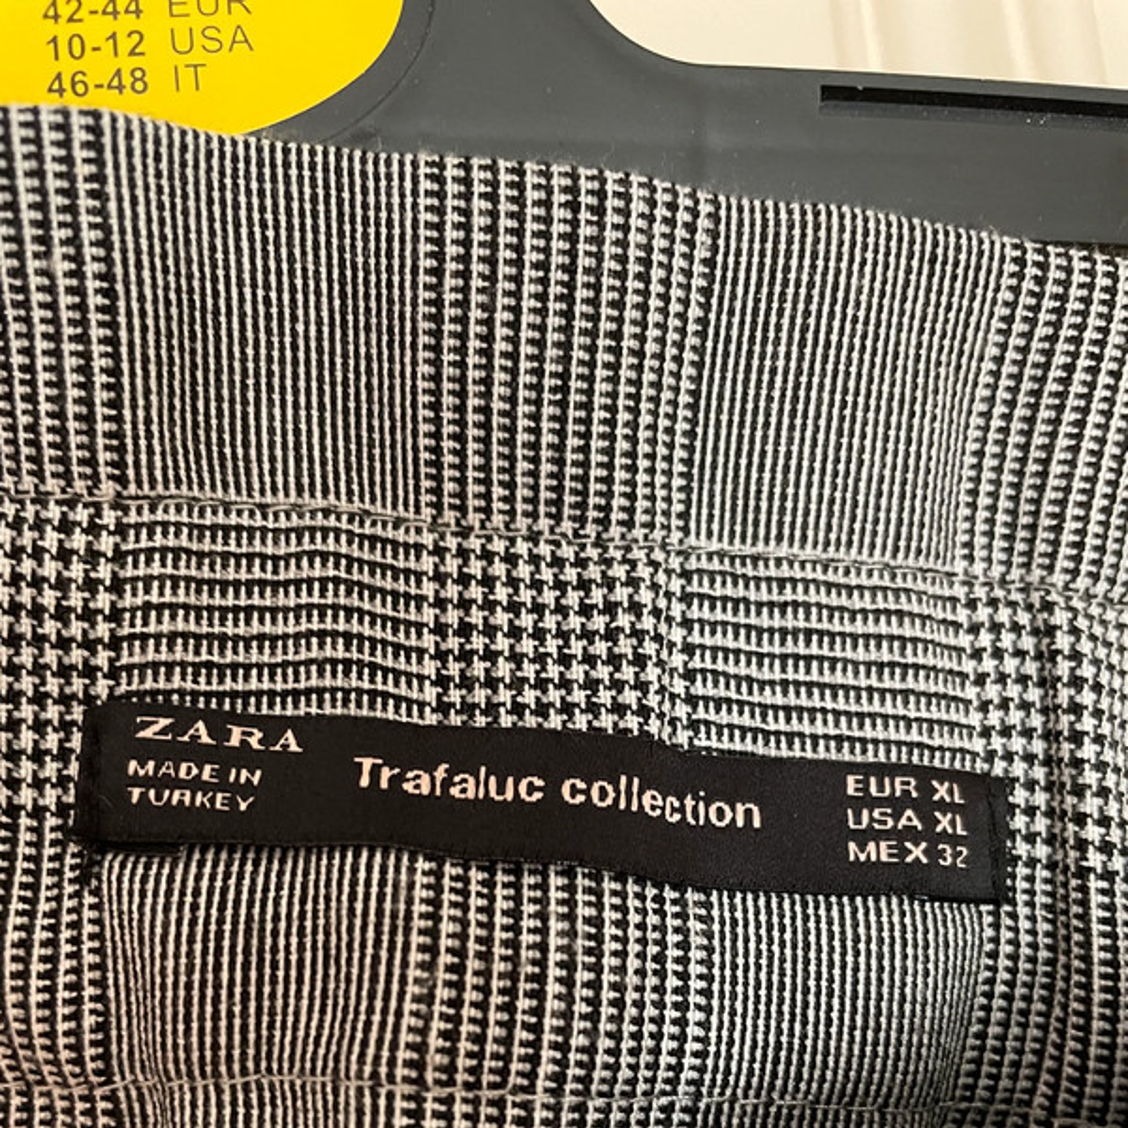 42-44 EUR
10-12 USA
46-48 IT
ZARA
MADE IN
TURKEY
Trafaluc collection
EUR XL
USA XL
MEX 32